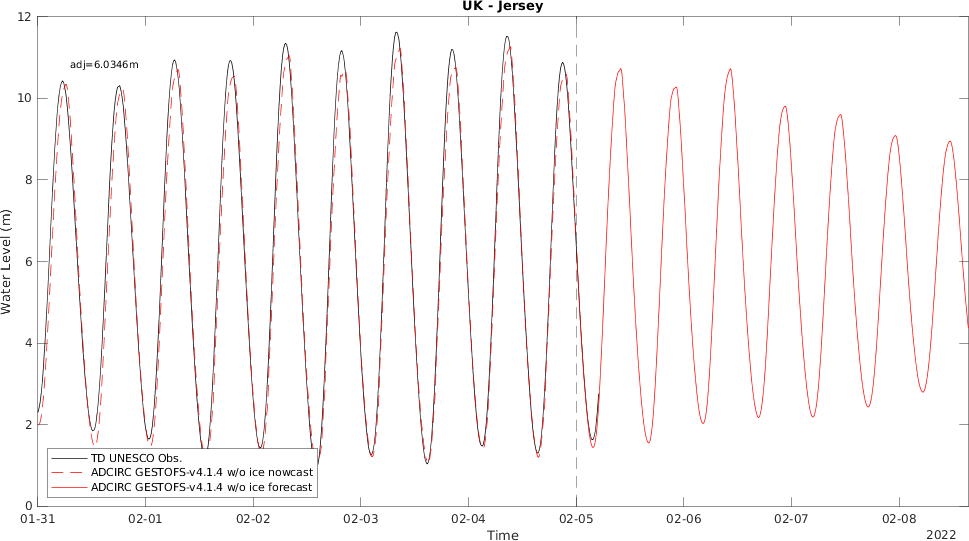 UK - Jersey
12
10
8
6
4
2
0
Water Level (m)
adj=6.0346m
TD UNESCO Obs.
ADCIRC GESTOFS-v4.1.4 w/o ice nowcast
ADCIRC GESTOFS-v4.1.4 w/o ice forecast
01-31 02-01 02-02 02-03 02-04 02-05 02-06 02-07 02-08
Time
2022